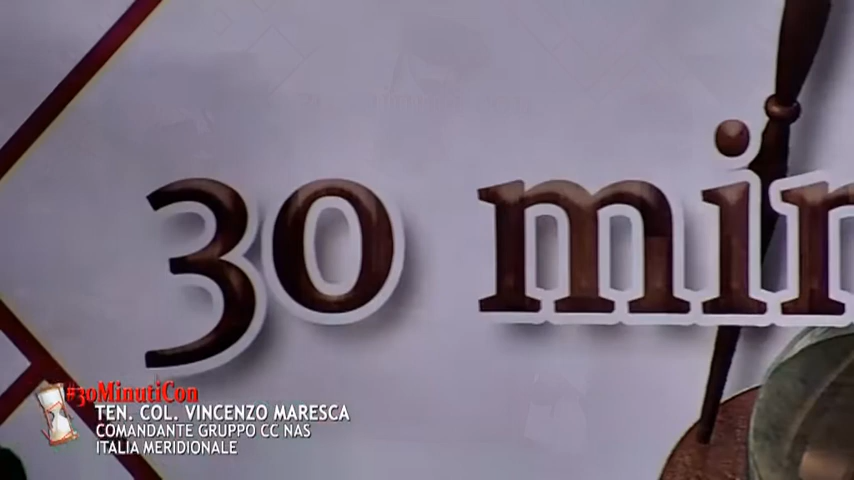 30 min
#30MinutiCon
TEN. COL. VINCENZO MARESCA
COMANDANTE GRUPPO CC NAS
ITALIA MERIDIONALE